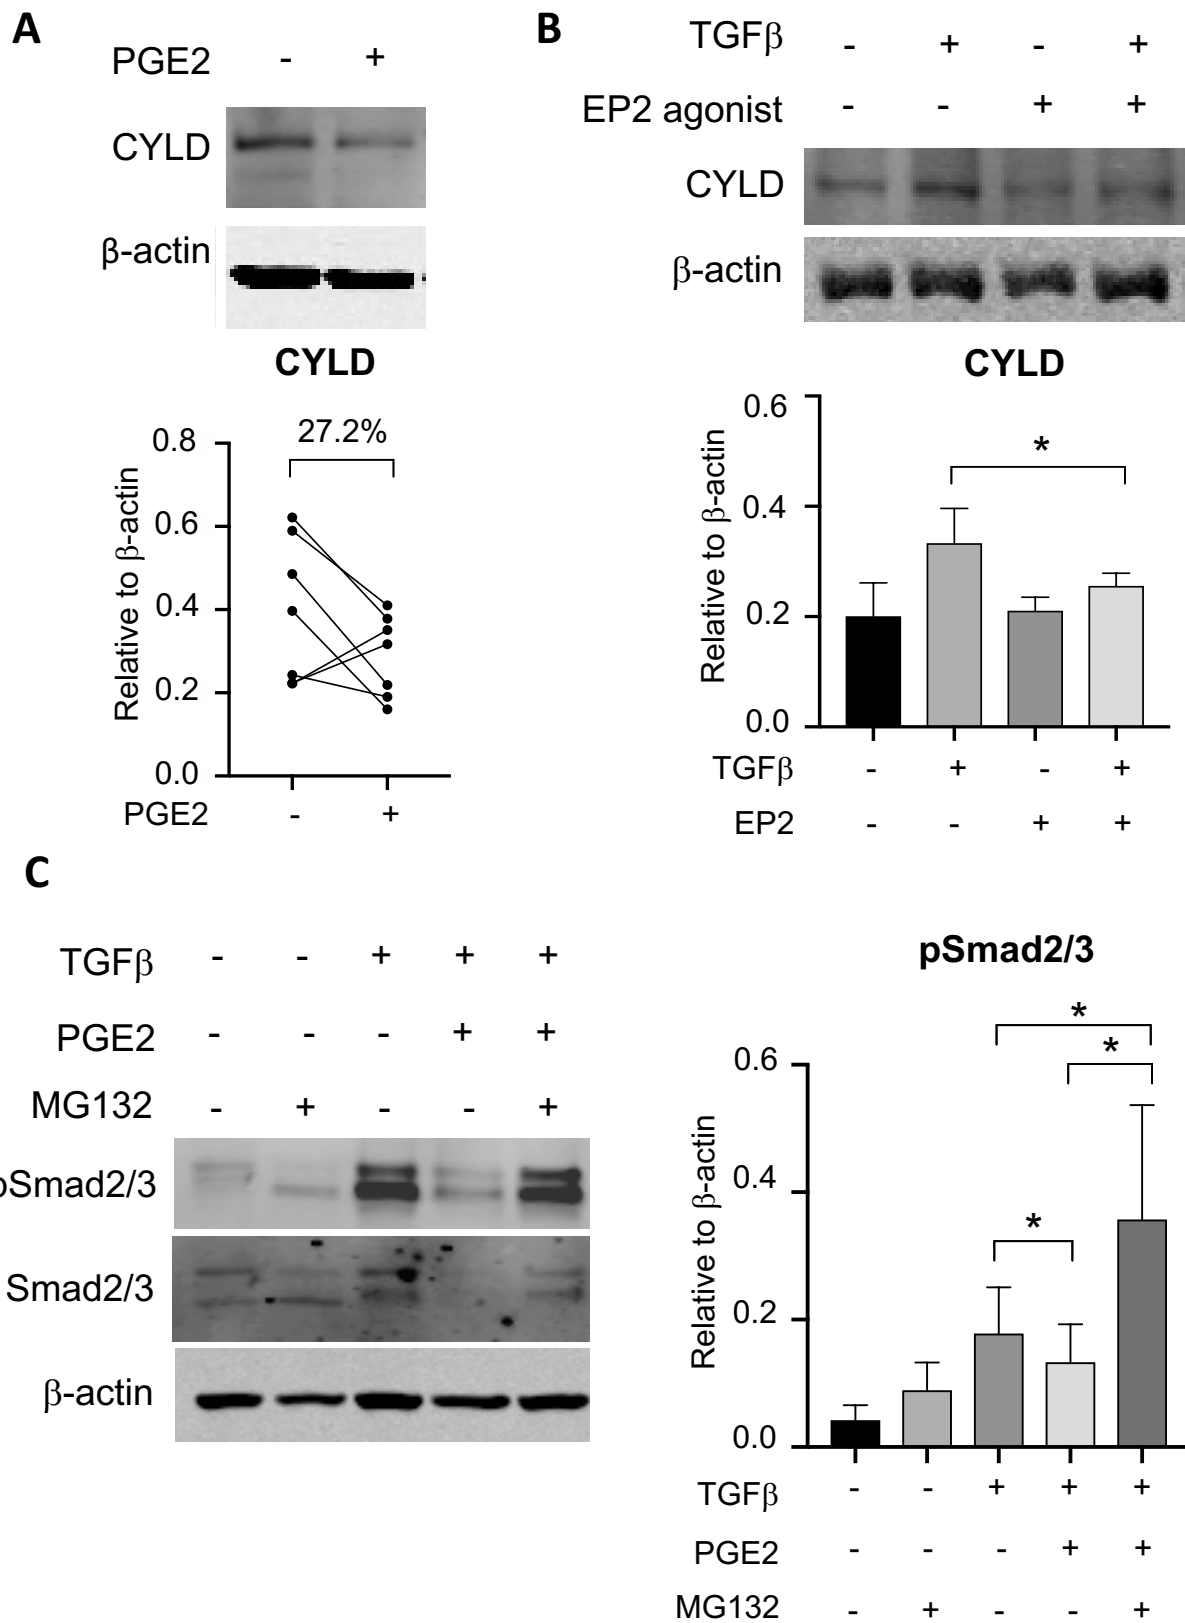 A
PGE2 - +
CYLD
β-actin
CYLD
27.2%
Relative to β-actin
0.8
0.6
0.4
0.2
0.0
PGE2 - +
B
TGFβ - + - +
EP2 agonist - - + +
CYLD
β-actin
CYLD
*
Relative to β-actin
0.6
0.4
0.2
0.0
TGFβ - + - +
EP2 - - + +
C
TGFβ - - + + +
PGE2 - - - + +
MG132 - + - - +
pSmad2/3
Smad2/3
β-actin
pSmad2/3
*
*
*
Relative to β-actin
0.6
0.4
0.2
0.0
TGFβ - - + + +
PGE2 - - - + +
MG132 - + - - +